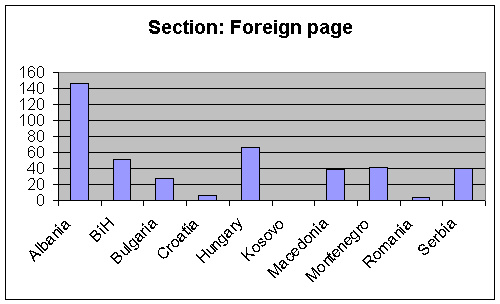 Section: Foreign page
160
140
120
100
80
60
40
20
0
Albania
BiH
Bulgaria
Croatia
Hungary
Kosovo
Macedonia
Montenegro
Romania
Serbia